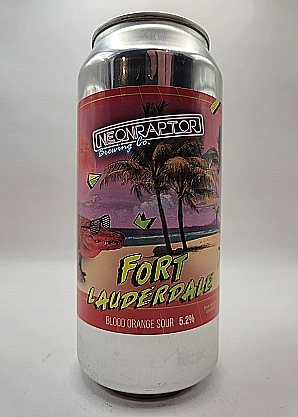 NEONRAPTOR
Brewing Co.
FORT
LAUDERDALE
BLOOD ORANGE SOUR 5.2%